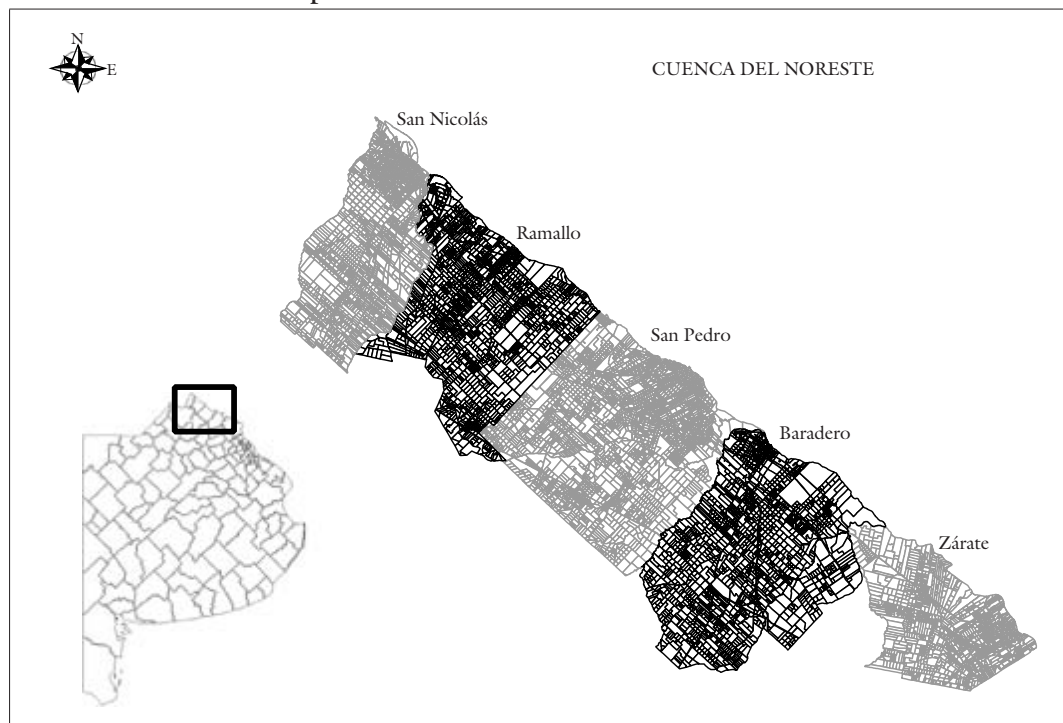 N
E
CUENCA DEL NORESTE
San Nicolás
Ramallo
San Pedro
Baradero
Zárate